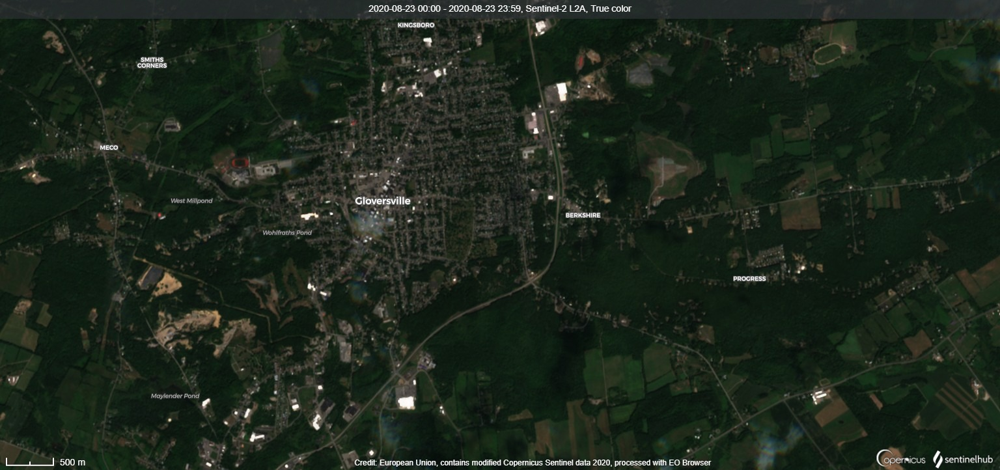 2020-08-23 00:00 - 2020-08-23 23:59, Sentinel-2 L2A, True color
KINGSBORO
SMITHS
CORNERS
MECO
West Millpond
Gloversville
BERKSHIRE
Wohlfraths Pond
PROGRESS
Maylender Pond
500 m
Credit: European Union, contains modified Copernicus Sentinel data 2020, processed with EO Browser
opernicus
sentinelhub